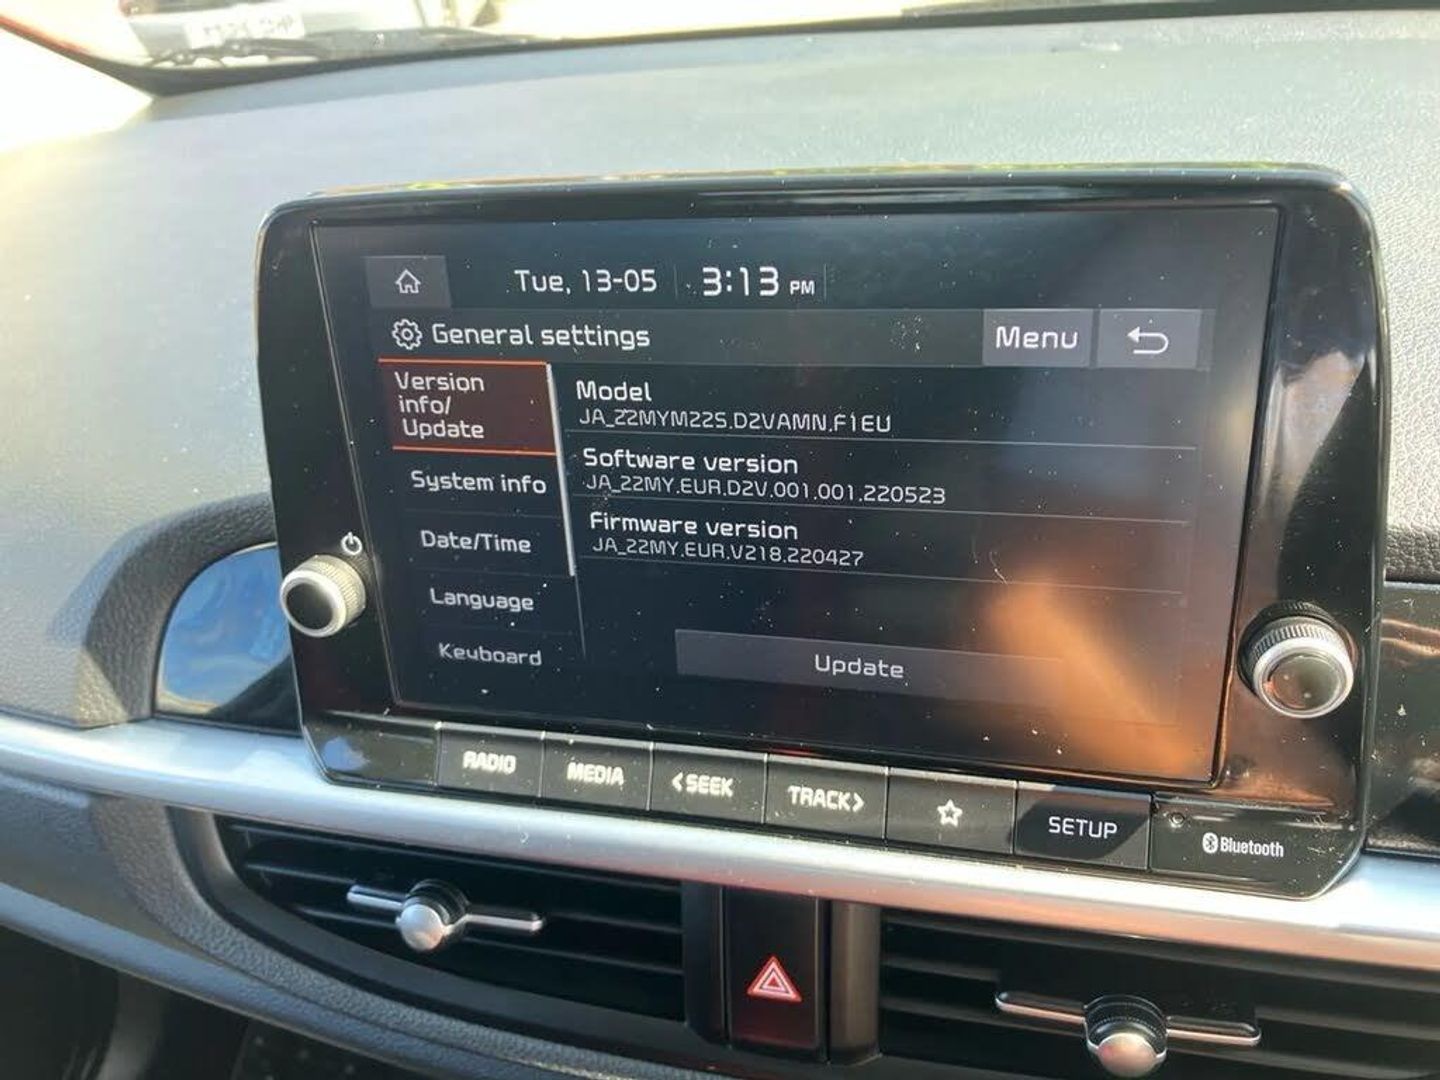 Tue, 13-05 3:13 PM
General settings
Menu
Version
info/
Update
System info
Date/Time
Language
Keyboard
Model
JA_22MYM22S.D2VAMN.F1EU
Software version
JA_22MY.EUR.D2V.001.001.220523
Firmware version
JA_22MY.EUR.V218.220427
Update
RADIO
MEDIA
<SEEK
TRACK>
SETUP
Bluetooth